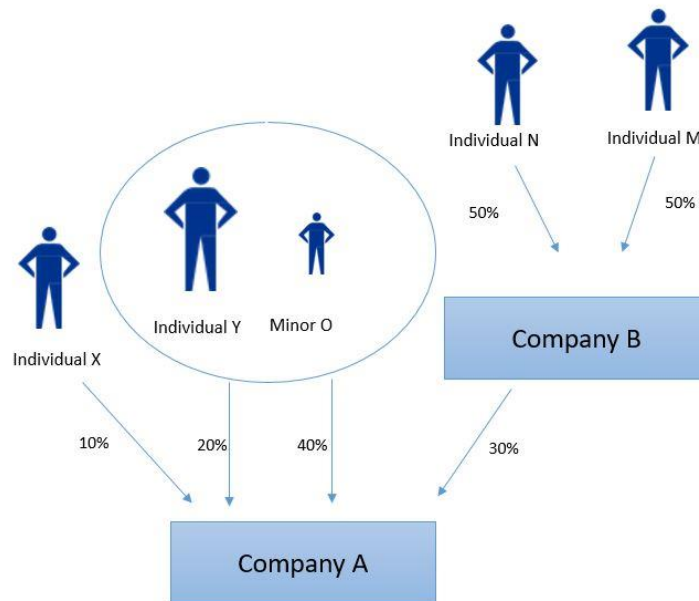 Individual N
Individual M
50%
50%
Individual Y
Minor O
Individual X
Company B
10%
20%
40%
30%
Company A